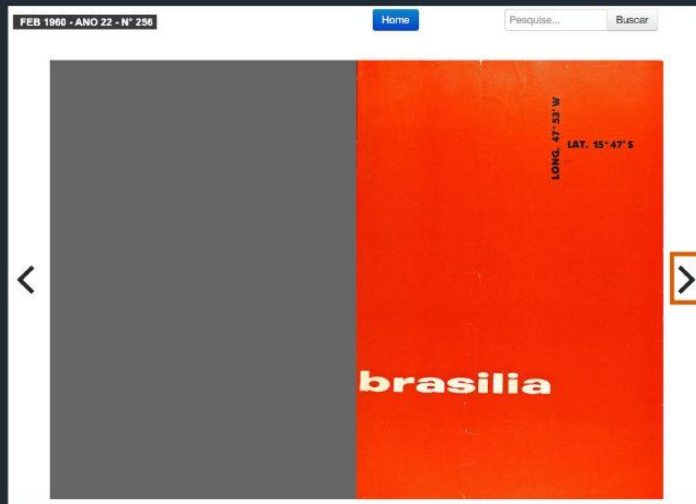 FEB 1960 - ANO 22 - N° 256
Home
Pesquise...
Buscar
LONG. 47° 53' W
LAT. 15° 47' S
brasilia